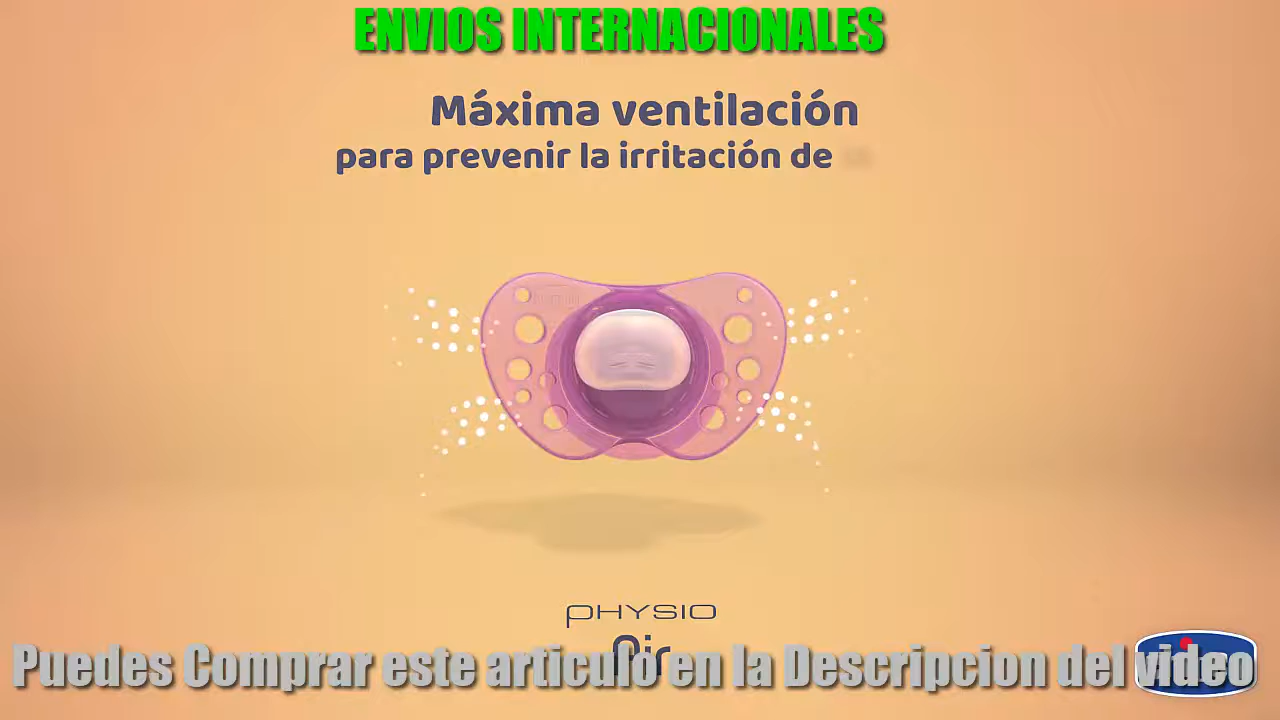 ENVIOS INTERNACIONALES
Máxima ventilación
para prevenir la irritación de
PHYSIO
Air
Puedes Comprar este articulo en la Descripcion del video